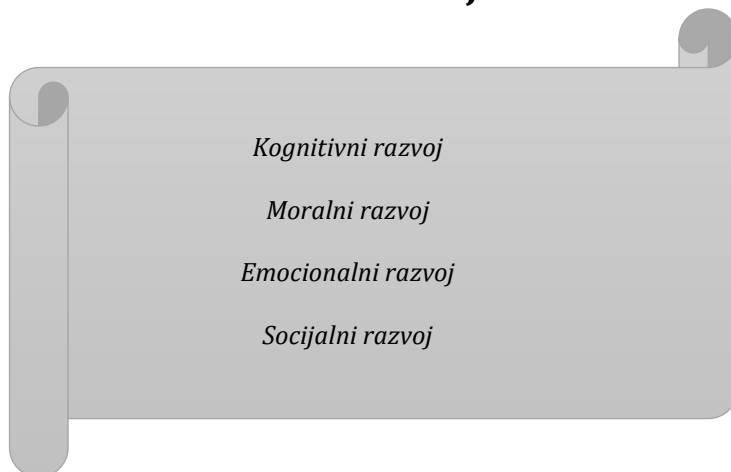 Kognitivni razvoj
Moralni razvoj
Emocionalni razvoj
Socijalni razvoj